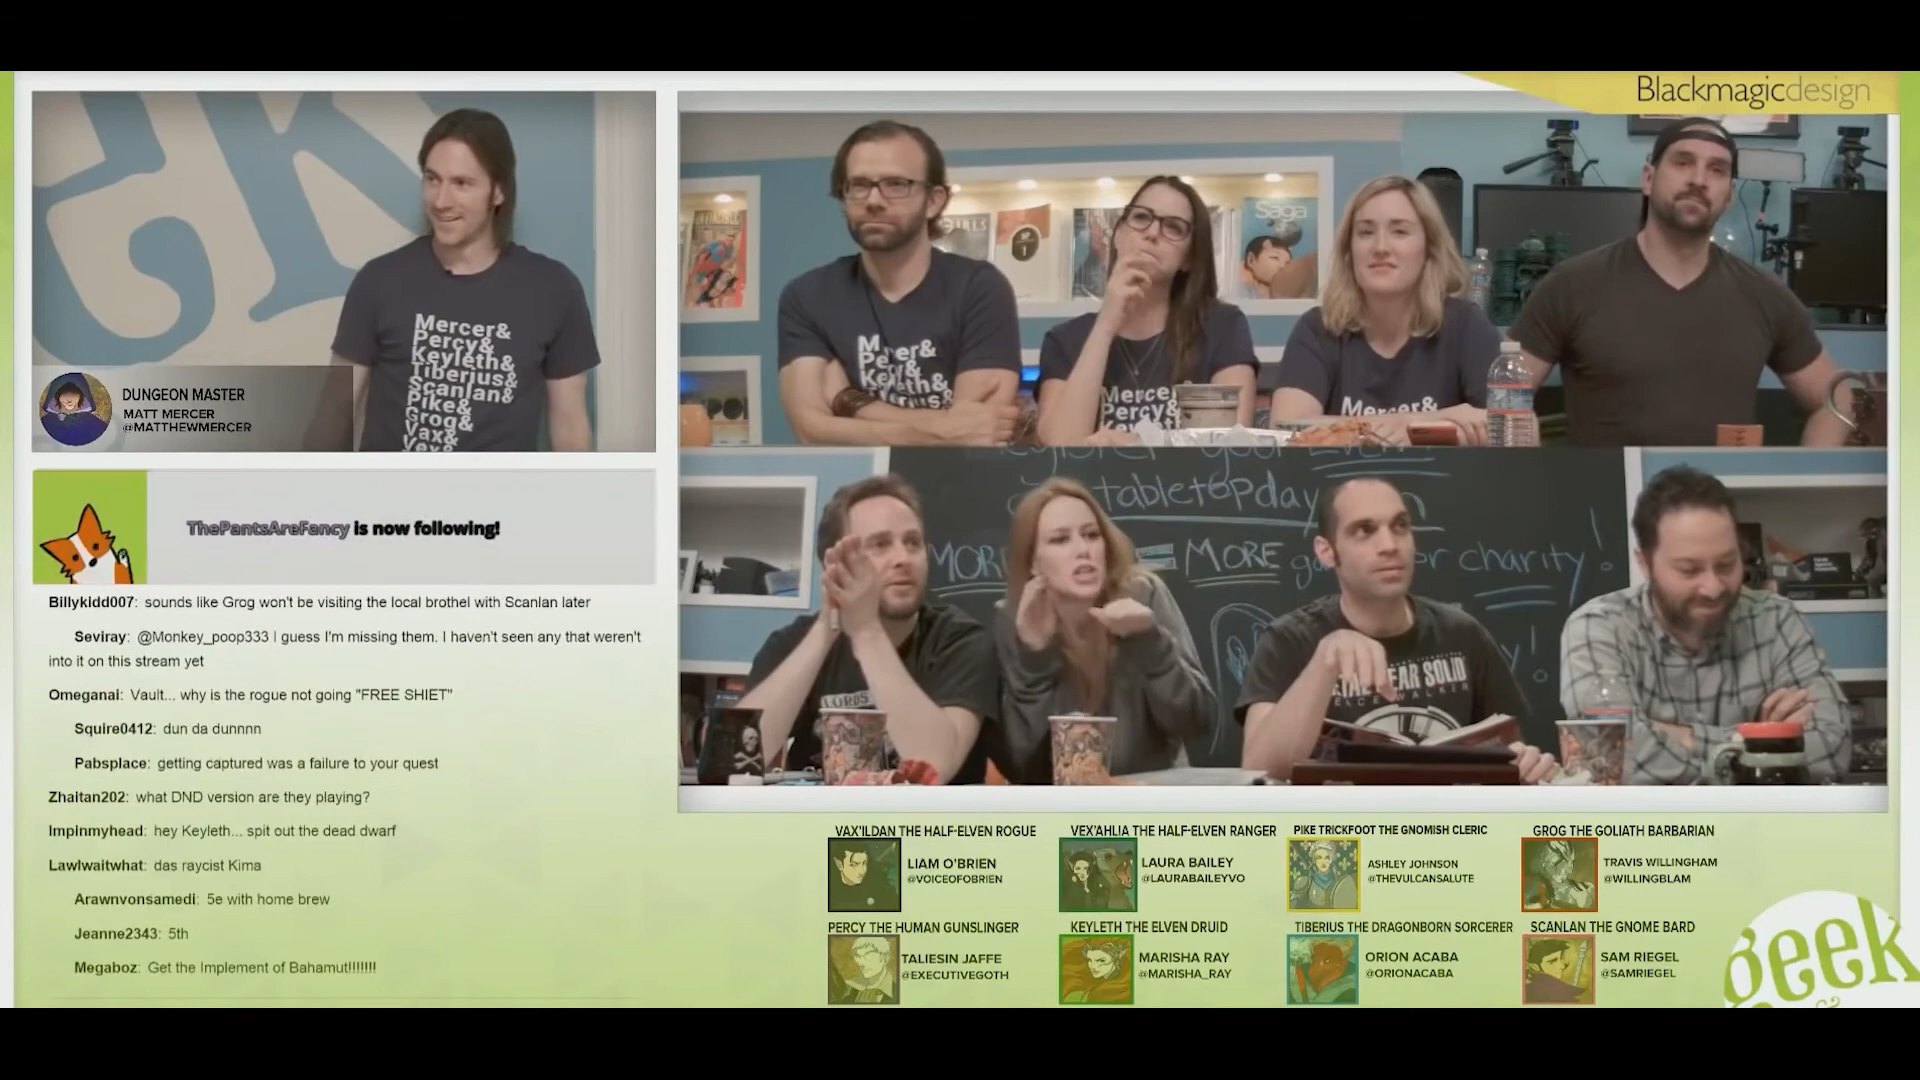 Blackmagicdesign
INVINCIBLE
GIRLS
Saga
Mercer&
Percy&
Keyleth&
Tiberius&
Scanlan&
Pike&
Grog&
Vax&
Vex&
DUNGEON MASTER
MATT MERCER
@MATTHEWMERCER
Mercer&
Percy&
Mercer&
tabletopday
MORE
= MORE
charity!
LORDS
ThePantsAreFancy is now following!
Billykidd007: sounds like Grog won't be visiting the local brothel with Scanlan later
Seviray: @Monkey_poop333 I guess I'm missing them. I haven't seen any that weren't
into it on this stream yet
Omeganai: Vault... why is the rogue not going "FREE SHIET"
Squire0412: dun da dunnnn
Pabsplace: getting captured was a failure to your quest
Zhaitan202: what DND version are they playing?
Impinmyhead: hey Keyleth... spit out the dead dwarf
Lawlwaitwhat: das raycist Kima
Arawnvonsamedi: 5e with home brew
Jeanne2343: 5th
Megaboz: Get the Implement of Bahamut!!!!!!!
VAX'ILDAN THE HALF-ELVEN ROGUE
LIAM O'BRIEN
@VOICEOFOBRIEN
VEX'AHLIA THE HALF-ELVEN RANGER
LAURA BAILEY
@LAURABAILEYVO
PIKE TRICKFOOT THE GNOMISH CLERIC
ASHLEY JOHNSON
@THEVULCANSALUTE
GROG THE GOLIATH BARBARIAN
TRAVIS WILLINGHAM
@WILLINGBLAM
PERCY THE HUMAN GUNSLINGER
TALIESIN JAFFE
@EXECUTIVEGOTH
KEYLETH THE ELVEN DRUID
MARISHA RAY
@MARISHA_RAY
TIBERIUS THE DRAGONBORN SORCERER
ORION ACABA
@ORIONACABA
SCANLAN THE GNOME BARD
SAM RIEGEL
@SAMRIEGEL
geek
&